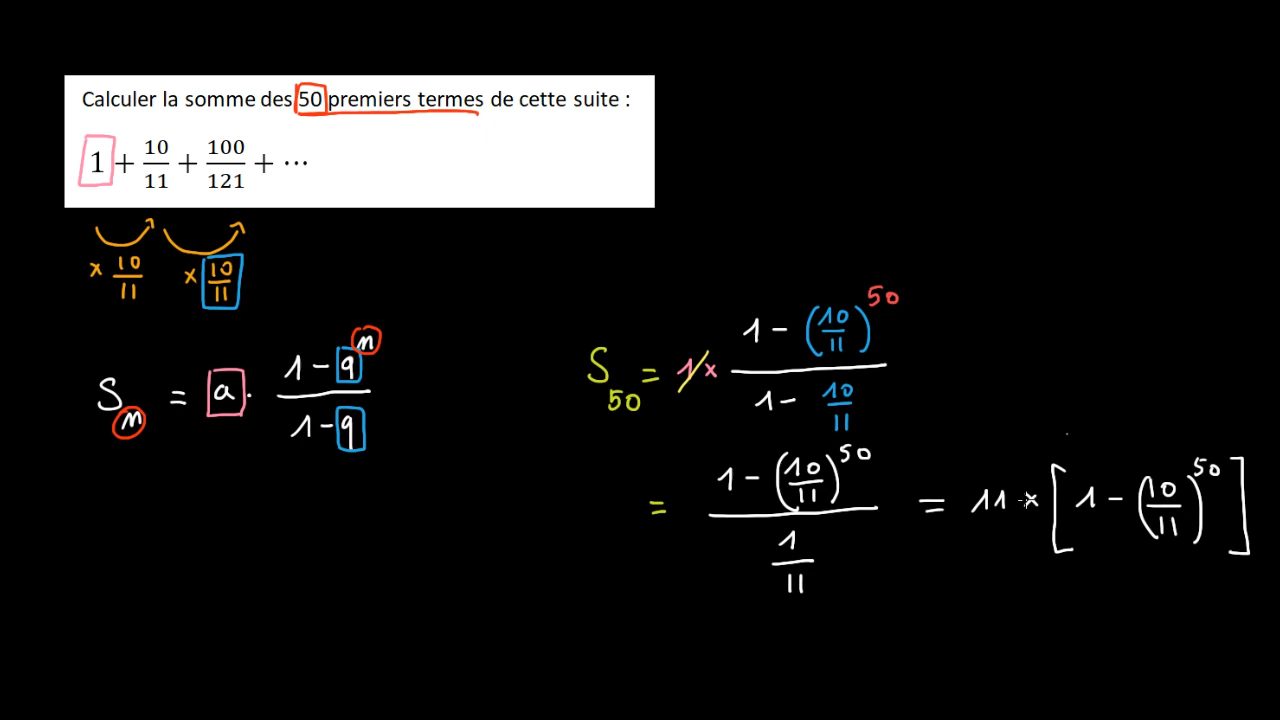 Calculer la somme des 50 premiers termes de cette suite :
1 + 10/11 + 100/121 + ⋯
× 10/11 × 10/11
Sn = a · (1 - q^n)/(1 - q)
S50 = 1 × (1 - (10/11)^50)/(1 - 10/11)
= (1 - (10/11)^50)/(1/11) = 11 × [1 - (10/11)^50]